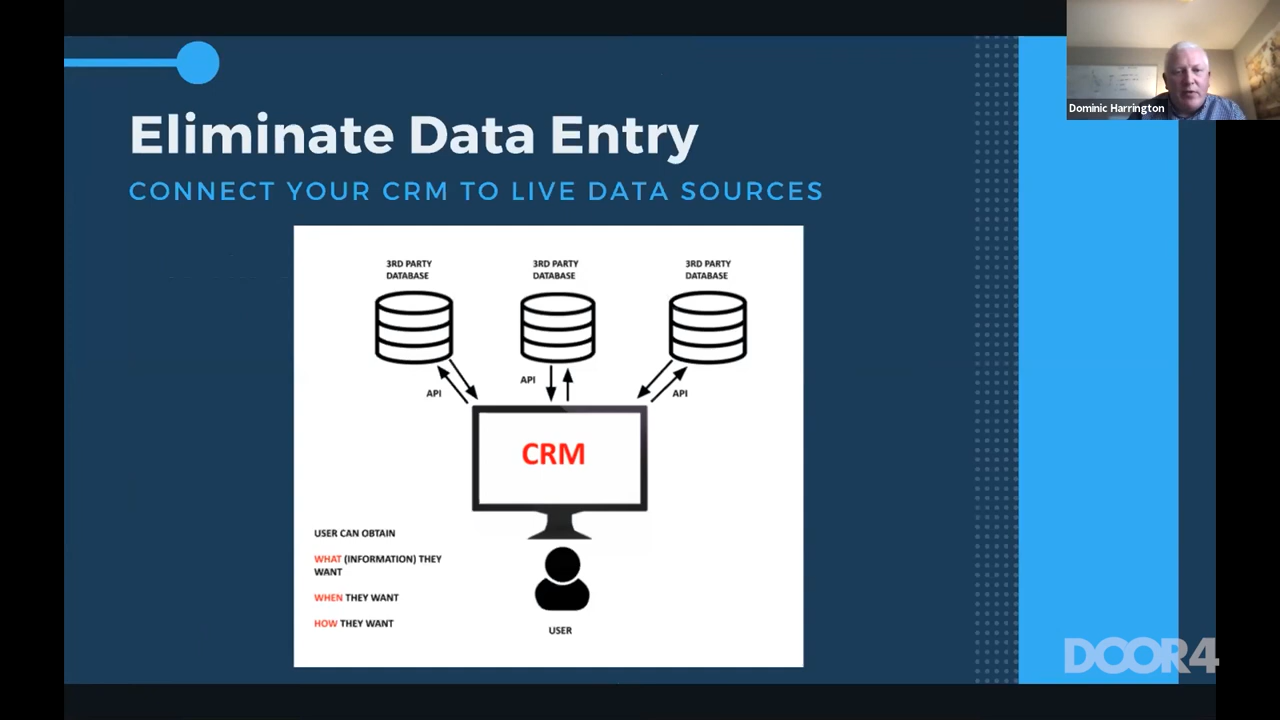 Eliminate Data Entry
CONNECT YOUR CRM TO LIVE DATA SOURCES
Dominic Harrington
3RD PARTY
DATABASE
3RD PARTY
DATABASE
3RD PARTY
DATABASE
API
API
API
CRM
USER CAN OBTAIN
WHAT (INFORMATION) THEY
WANT
WHEN THEY WANT
HOW THEY WANT
USER
DOOR4